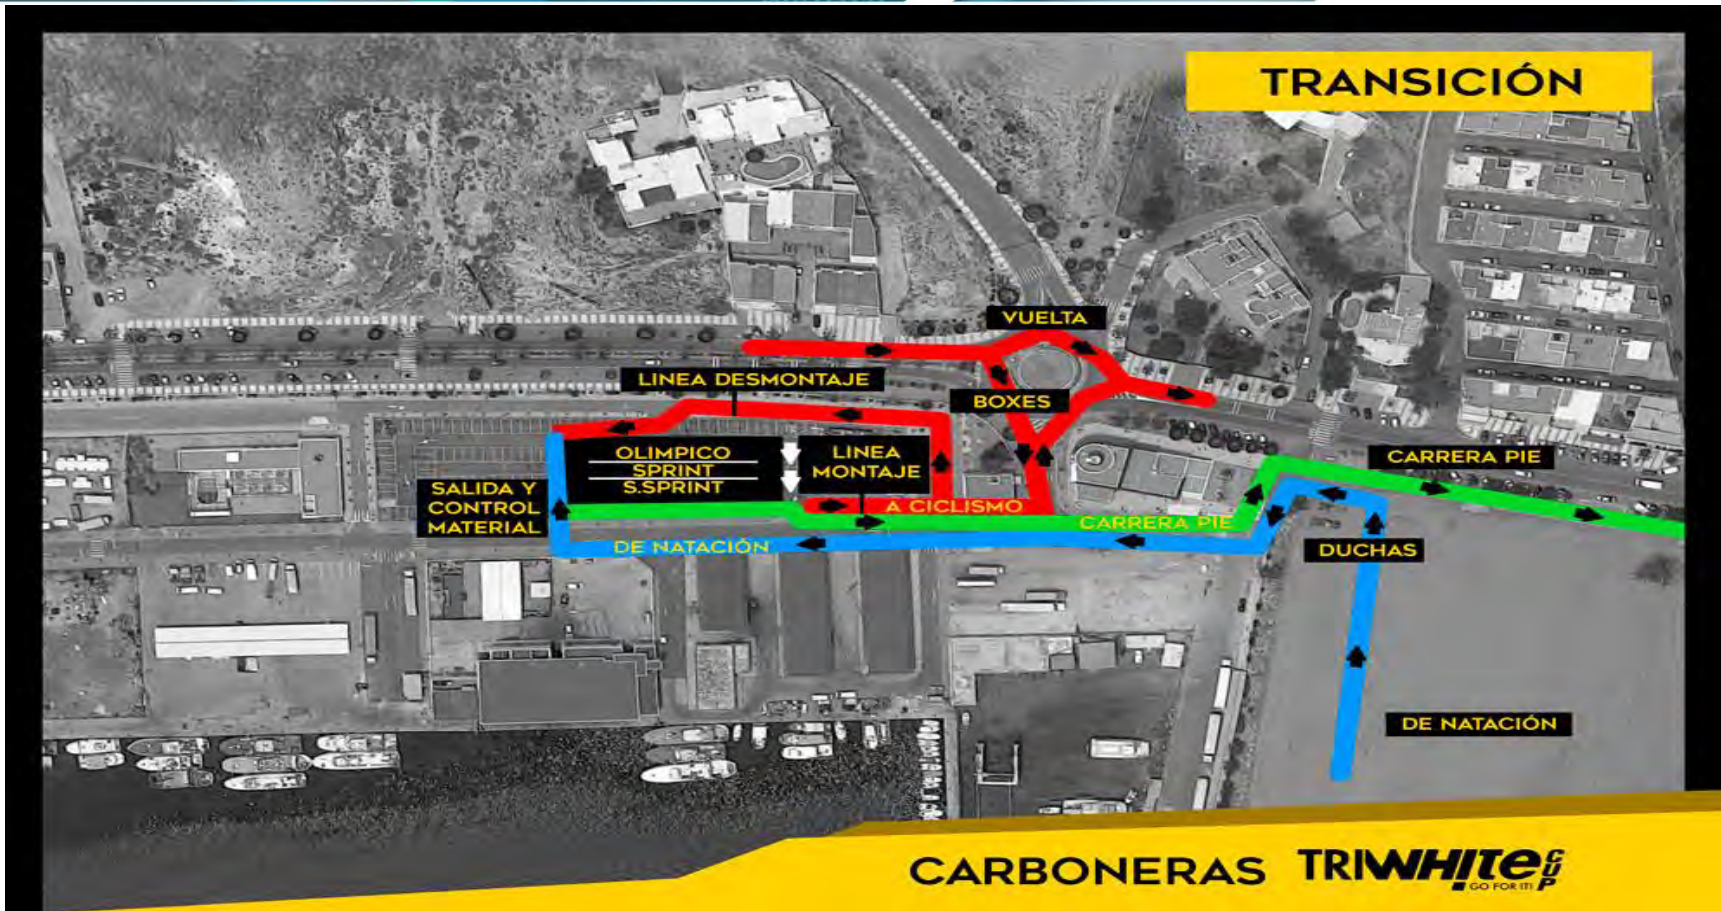 TRANSICIÓN
VUELTA
LINEA DESMONTAJE
BOXES
OLIMPICO
SPRINT
S.SPRINT
LINEA
MONTAJE
CARRERA PIE
SALIDA Y
CONTROL
MATERIAL
A CICLISMO
CARRERA PIE
DE NATACIÓN
DUCHAS
DE NATACIÓN
CARBONERAS
TRIWHITE CUP
GO FOR IT!